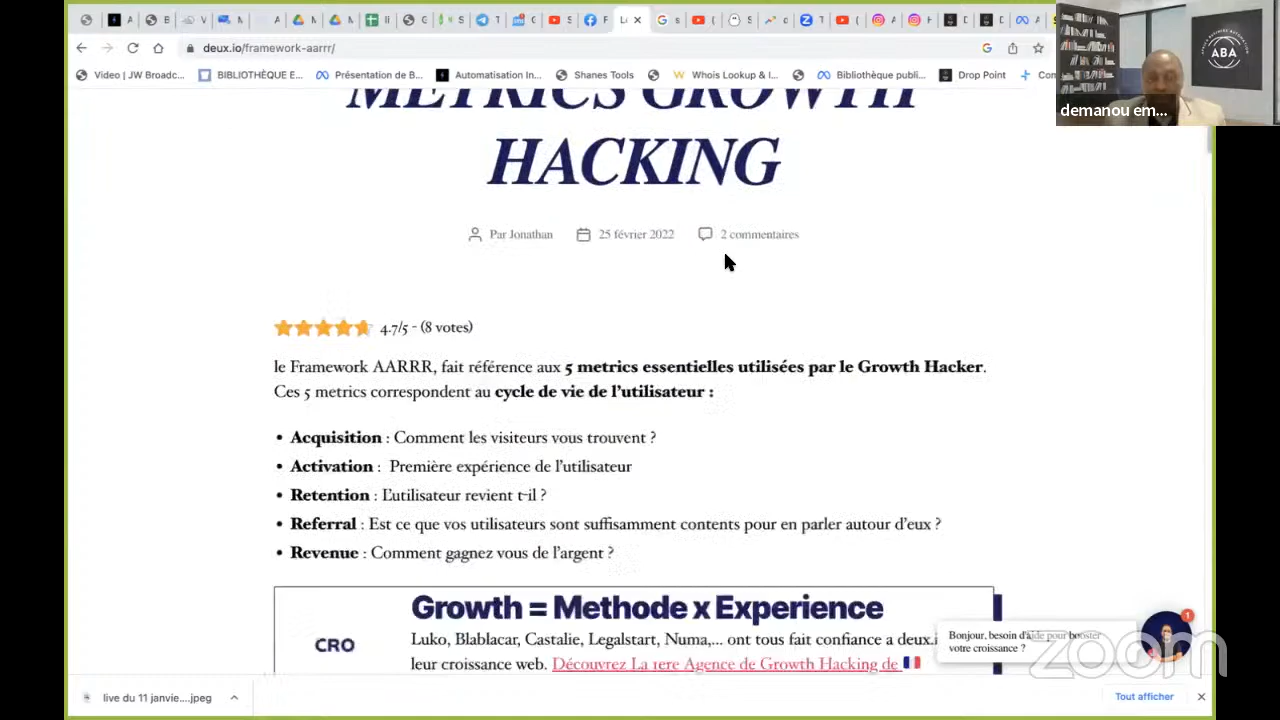 deux.io/framework-aarrr/
Video | JW Broadc...
BIBLIOTHÈQUE E...
Présentation de B...
Automatisation In...
Shanes Tools
Whois Lookup & I...
Bibliothèque publi...
Drop Point
ABA
demanou em...
METRICS GROWTH
HACKING
Par Jonathan
25 février 2022
2 commentaires
4.7/5 - (8 votes)
le Framework AARRR, fait référence aux 5 metrics essentielles utilisées par le Growth Hacker.
Ces 5 metrics correspondent au cycle de vie de l'utilisateur :
• Acquisition : Comment les visiteurs vous trouvent ?
• Activation : Première expérience de l'utilisateur
• Retention : L'utilisateur revient t-il ?
• Referral : Est ce que vos utilisateurs sont suffisamment contents pour en parler autour d'eux ?
• Revenue : Comment gagnez vous de l'argent ?
CRO
Growth = Methode x Experience
Luko, Blablacar, Castalie, Legalstart, Numa,... ont tous fait confiance a deux.i
leur croissance web. Découvrez La 1ere Agence de Growth Hacking de
Bonjour, besoin d'aide pour booster
votre croissance ?
1
zoom
live du 11 janvie....jpeg
Tout afficher